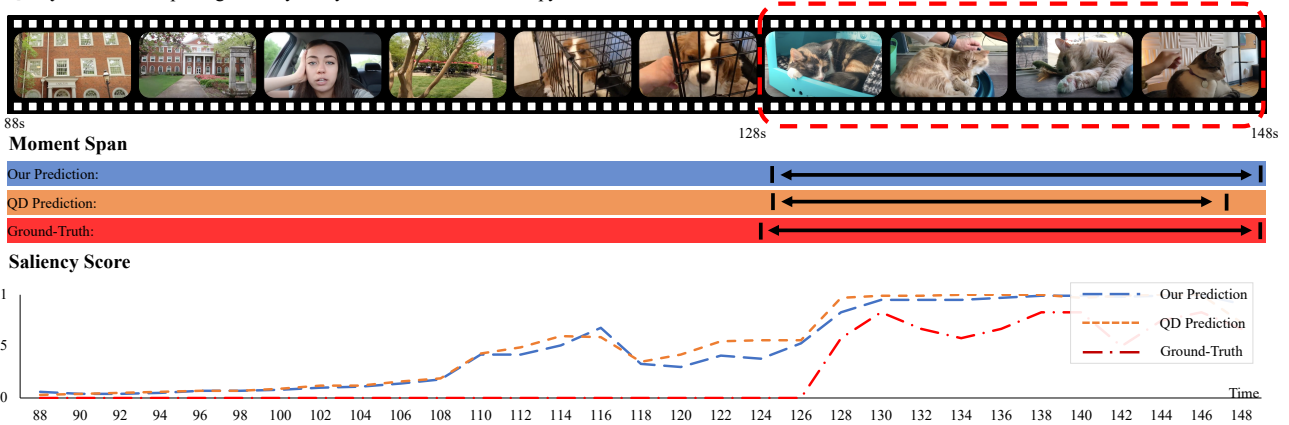 88s
128s
148s
Moment Span
Our Prediction:
QD Prediction:
Ground-Truth:
Saliency Score
1
Our Prediction
QD Prediction
5
Ground-Truth
0
Time
88 90 92 94 96 98 100 102 104 106 108 110 112 114 116 118 120 122 124 126 128 130 132 134 136 138 140 142 144 146 148